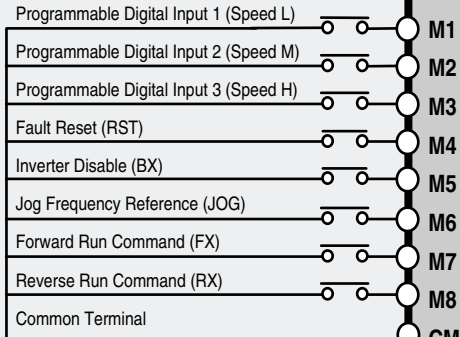 Programmable Digital Input 1 (Speed L) M1
Programmable Digital Input 2 (Speed M) M2
Programmable Digital Input 3 (Speed H) M3
Fault Reset (RST) M4
Inverter Disable (BX) M5
Jog Frequency Reference (JOG) M6
Forward Run Command (FX) M7
Reverse Run Command (RX) M8
Common Terminal CM